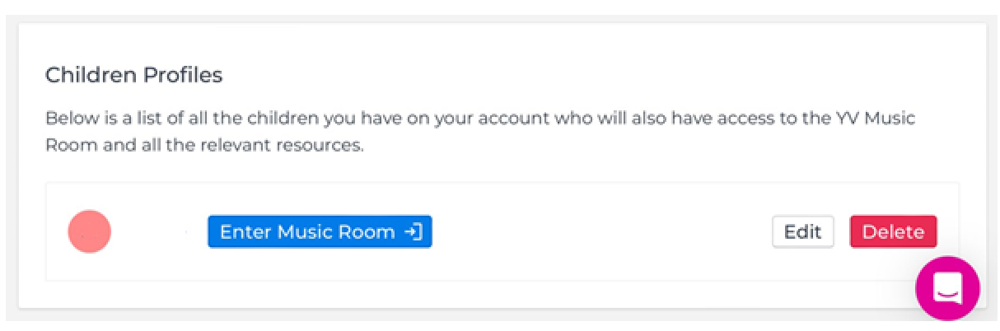 Children Profiles
Below is a list of all the children you have on your account who will also have access to the YV Music
Room and all the relevant resources.
Enter Music Room Edit Delete